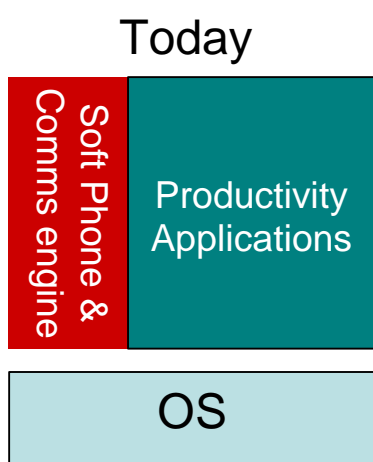 Today
Soft Phone &
Comms engine
Productivity
Applications
OS